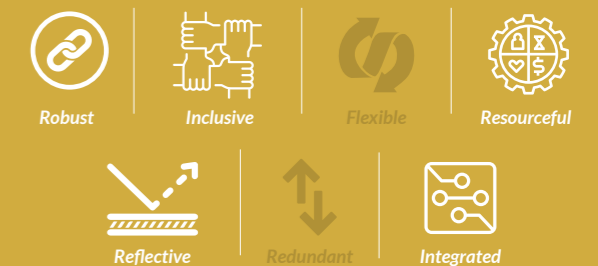 Robust
Inclusive
Flexible
Resourceful
Reflective
Redundant
Integrated